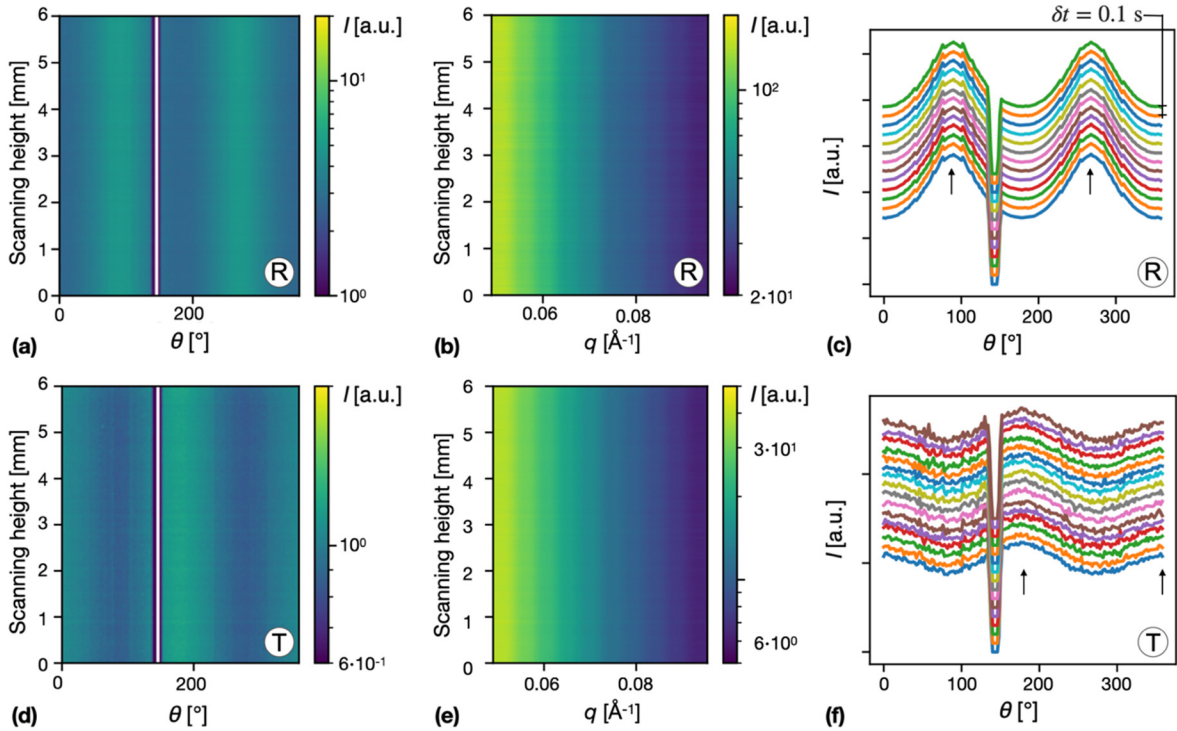 6
5
4
3
2
1
0
Scanning height [mm]
0
200
θ [°]
I [a.u.]
10¹
10⁰
R
(a)
6
5
4
3
2
1
0
Scanning height [mm]
0.06
0.08
q [Å⁻¹]
I [a.u.]
10²
2·10¹
R
(b)
δt = 0.1 s
I [a.u.]
0
100
200
300
θ [°]
R
(c)
6
5
4
3
2
1
0
Scanning height [mm]
0
200
θ [°]
I [a.u.]
10⁰
6·10⁻¹
T
(d)
6
5
4
3
2
1
0
Scanning height [mm]
0.06
0.08
q [Å⁻¹]
I [a.u.]
3·10¹
6·10⁰
(e)
I [a.u.]
0
100
200
300
θ [°]
T
(f)